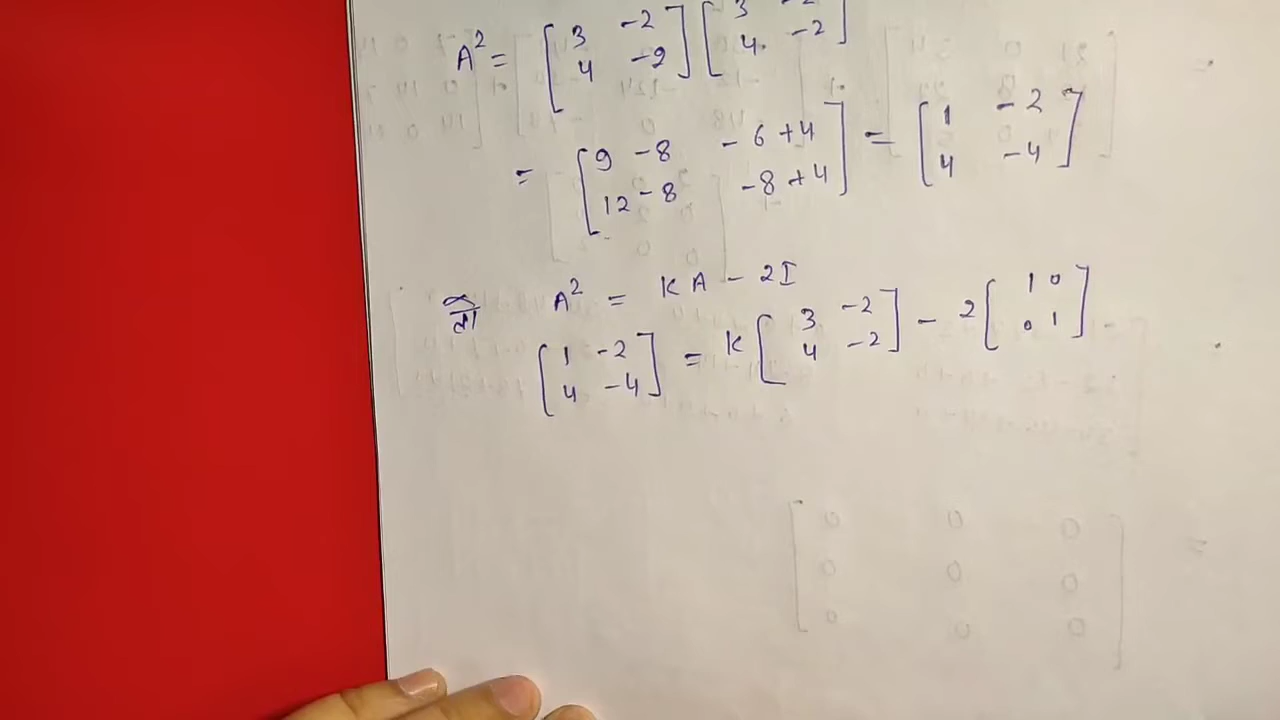 A² = [ 3 -2 ] [ 3 -2 ]
[ 4 -2 ] [ 4 -2 ]
= [ 9 - 8 -6 + 4 ] = [ 1 -2 ]
[ 12 - 8 -8 + 4 ] [ 4 -4 ]
A² = KA - 2I
[ 1 -2 ] = K [ 3 -2 ] - 2 [ 1 0 ]
[ 4 -4 ] [ 4 -2 ] [ 0 1 ]